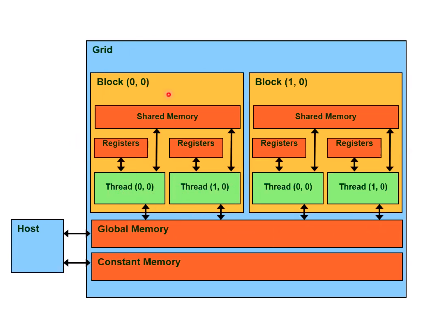 Grid
Block (0, 0)
Block (1, 0)
Shared Memory
Shared Memory
Registers
Registers
Registers
Registers
Thread (0, 0)
Thread (1, 0)
Thread (0, 0)
Thread (1, 0)
Host
Global Memory
Constant Memory